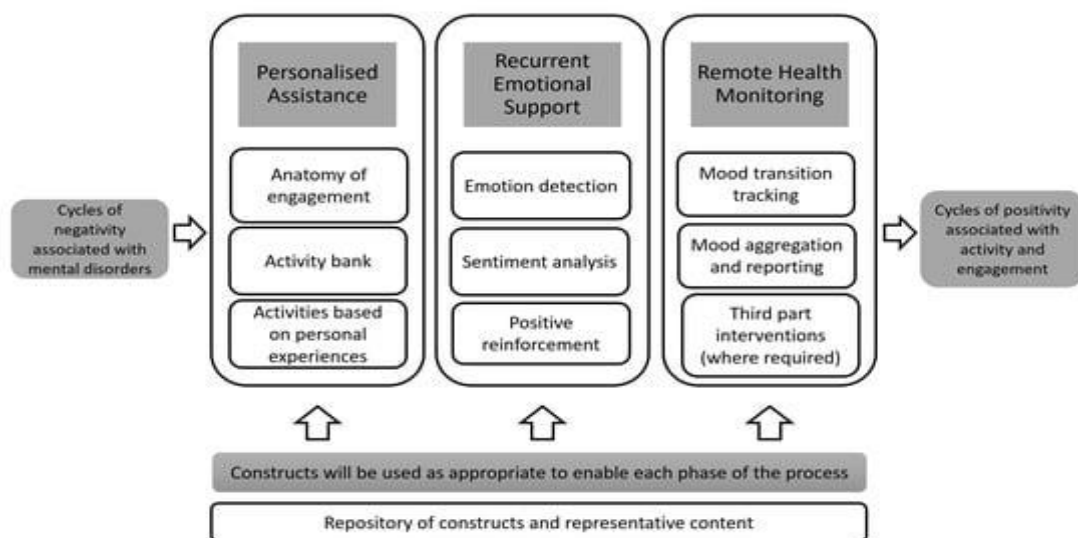 Personalised
Assistance
Anatomy of
engagement
Activity bank
Activities based on
personal
experiences
Recurrent
Emotional
Support
Emotion detection
Sentiment analysis
Positive
reinforcement
Remote Health
Monitoring
Mood transition
tracking
Mood aggregation
and reporting
Third part
interventions
(where required)
Cycles of
negativity
associated with
mental disorders
Cycles of positivity
associated with
activity and
engagement
Constructs will be used as appropriate to enable each phase of the process
Repository of constructs and representative content